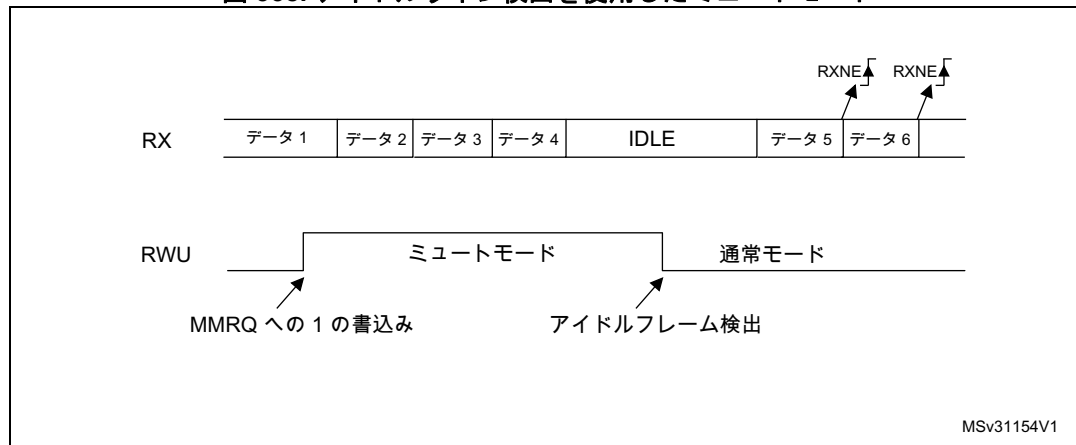 RXNE RXNE
RX データ 1 データ 2 データ 3 データ 4 IDLE データ 5 データ 6
RWU ミュートモード 通常モード
MMRQ への 1 の書込み アイドルフレーム検出
MSv31154V1